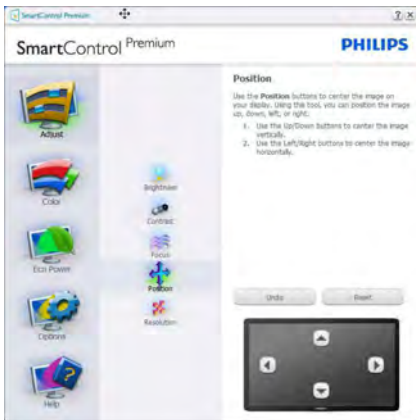 SmartControl Premium
? ×
SmartControl Premium
PHILIPS
Adjust
Color
Eco Power
Options
Help
Brightness
Contrast
Focus
Position
Resolution
Position
Use the Position buttons to center the image on
your display. Using the tool, you can position the image
up, down, left, or right.
1. Use the Up/Down buttons to center the image
vertically.
2. Use the Left/Right buttons to center the image
horizontally.
Undo
Reset